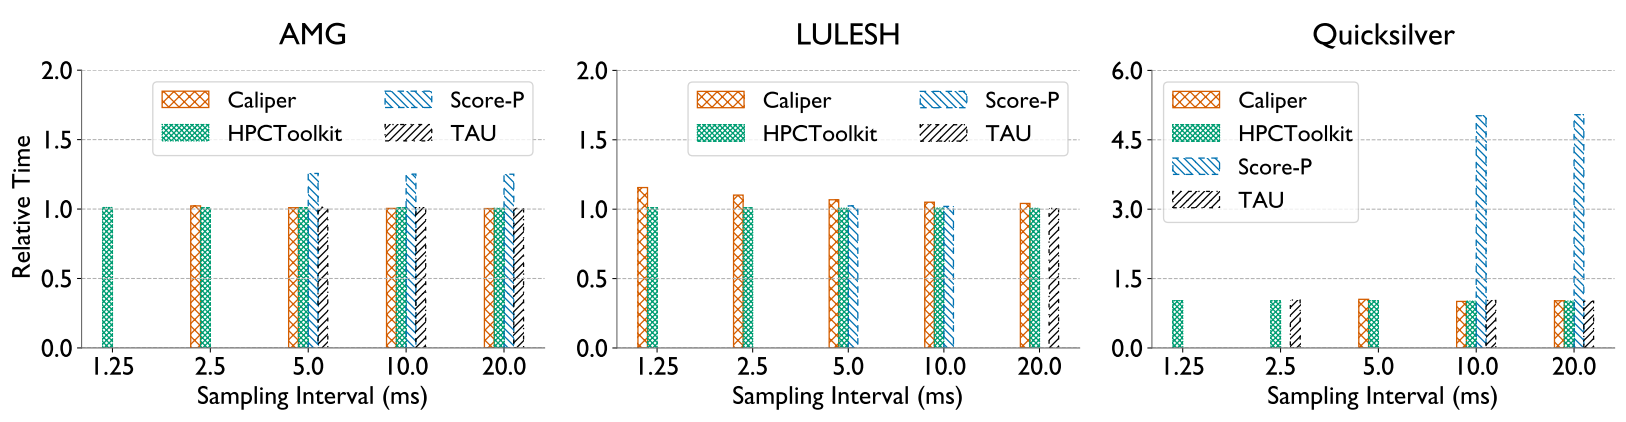 AMG
2.0
1.5
1.0
0.5
0.0
Relative Time
Caliper
HPCToolkit
Score-P
TAU
1.25 2.5 5.0 10.0 20.0
Sampling Interval (ms)
LULESH
2.0
1.5
1.0
0.5
0.0
Caliper
HPCToolkit
Score-P
TAU
1.25 2.5 5.0 10.0 20.0
Sampling Interval (ms)
Quicksilver
6.0
4.5
3.0
1.5
0.0
Caliper
HPCToolkit
Score-P
TAU
1.25 2.5 5.0 10.0 20.0
Sampling Interval (ms)